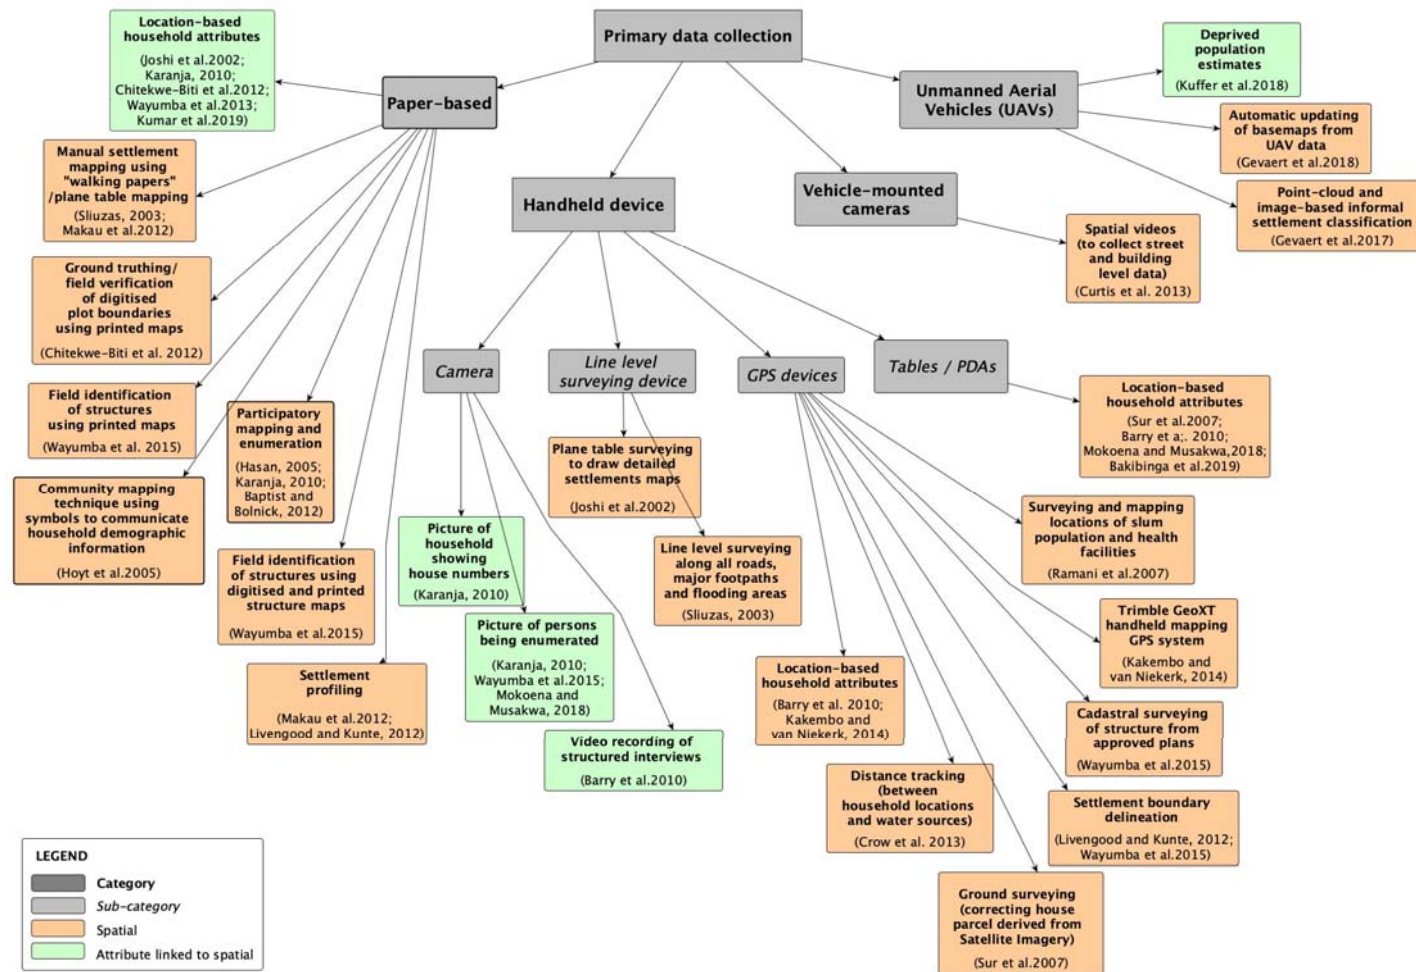 Primary data collection
Location-based
household attributes
(Joshi et al.2002;
Karanja, 2010;
Chitekwe-Biti et al.2012;
Wayumba et al.2013;
Kumar et al.2019)
Paper-based
Unmanned Aerial
Vehicles (UAVs)
Deprived
population
estimates
(Kuffer et al.2018)
Automatic updating
of basemaps from
UAV data
(Gevaert et al.2018)
Point-cloud and
image-based informal
settlement classification
(Gevaert et al.2017)
Manual settlement
mapping using
"walking papers"
/plane table mapping
(Sliuzas, 2003;
Makau et al.2012)
Handheld device
Vehicle-mounted
cameras
Spatial videos
(to collect street
and building
level data)
(Curtis et al. 2013)
Ground truthing/
field verification
of digitised
plot boundaries
using printed maps
(Chitekwe-Biti et al. 2012)
Camera
Line level
surveying device
GPS devices
Tables / PDAs
Field identification
of structures
using printed maps
(Wayumba et al. 2015)
Participatory
mapping and
enumeration
(Hasan, 2005;
Karanja, 2010;
Baptist and
Bolnick, 2012)
Plane table surveying
to draw detailed
settlements maps
(Joshi et al.2002)
Location-based
household attributes
(Sur et al.2007;
Barry et a;. 2010;
Mokoena and Musakwa,2018;
Bakibinga et al.2019)
Community mapping
technique using
symbols to communicate
household demographic
information
(Hoyt et al.2005)
Picture of
household
showing
house numbers
(Karanja, 2010)
Line level surveying
along all roads,
major footpaths
and flooding areas
(Sliuzas, 2003)
Surveying and mapping
locations of slum
population and health
facilities
(Ramani et al.2007)
Field identification
of structures using
digitised and printed
structure maps
(Wayumba et al.2015)
Picture of persons
being enumerated
(Karanja, 2010;
Wayumba et al.2015;
Mokoena and
Musakwa, 2018)
Trimble GeoXT
handheld mapping
GPS system
(Kakembo and
van Niekerk, 2014)
Settlement
profiling
(Makau et al.2012;
Livengood and Kunte, 2012)
Location-based
household attributes
(Barry et al. 2010;
Kakembo and
van Niekerk, 2014)
Cadastral surveying
of structure from
approved plans
(Wayumba et al.2015)
Video recording of
structured interviews
(Barry et al.2010)
Distance tracking
(between
household locations
and water sources)
(Crow et al. 2013)
Settlement boundary
delineation
(Livengood and Kunte, 2012;
Wayumba et al.2015)
Ground surveying
(correcting house
parcel derived from
Satellite Imagery)
(Sur et al.2007)
LEGEND
Category
Sub-category
Spatial
Attribute linked to spatial